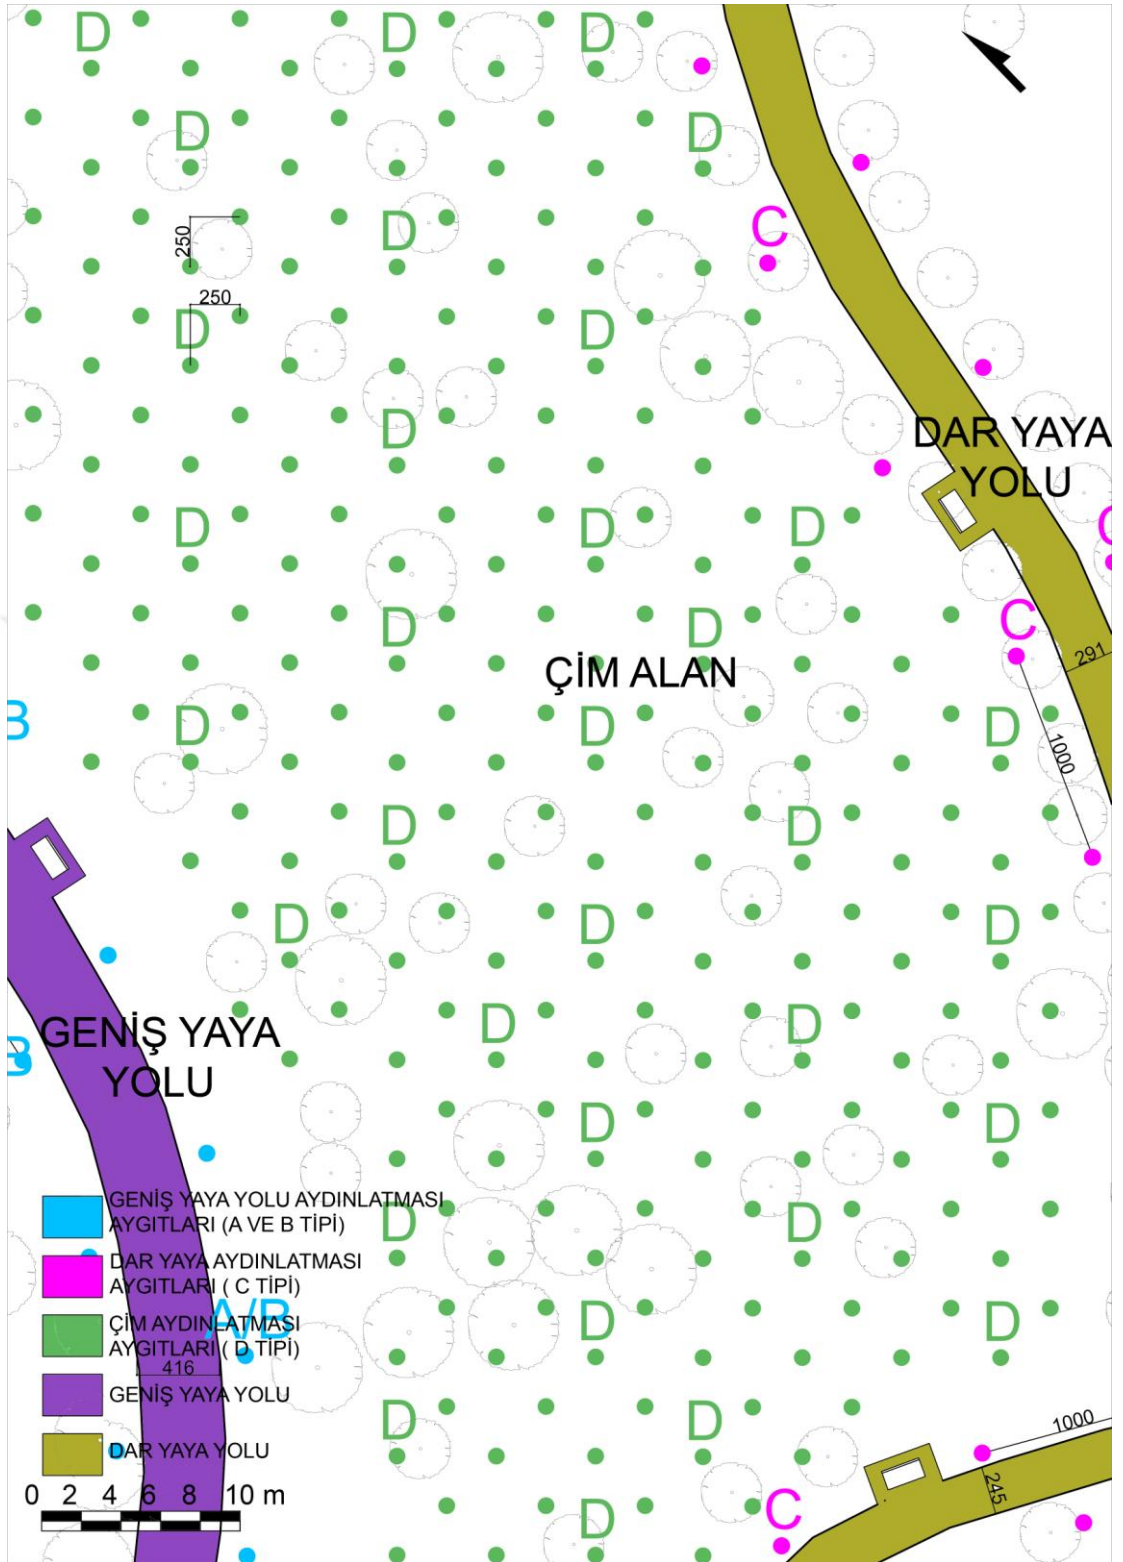 D D D
D D
C
D D
250
250
D D
D
DAR YAYA
YOLU
D D D
C
D D
ÇİM ALAN
C
291
B
D D D
1000
D D
D D D
GENİŞ YAYA
YOLU
B
D D
D D
D D
GENİŞ YAYA YOLU AYDINLATMASI
AYGITLARI (A VE B TİPİ)
DAR YAYA AYDINLATMASI
AYGITLARI ( C TİPİ)
A/B
ÇİM AYDINLATMASI
AYGITLARI ( D TİPİ)
D D
416
GENİŞ YAYA YOLU
D D
1000
DAR YAYA YOLU
245
0 2 4 6 8 10 m
D
C